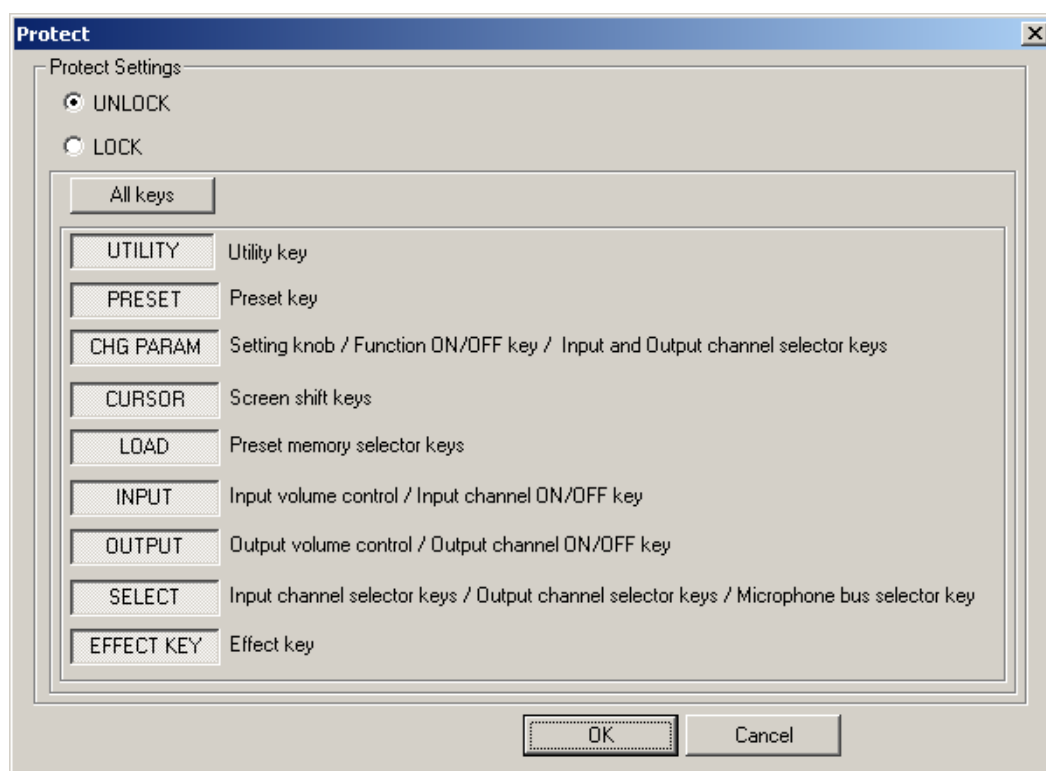 Protect
Protect Settings
UNLOCK
LOCK
All keys
UTILITY Utility key
PRESET Preset key
CHG PARAM Setting knob / Function ON/OFF key / Input and Output channel selector keys
CURSOR Screen shift keys
LOAD Preset memory selector keys
INPUT Input volume control / Input channel ON/OFF key
OUTPUT Output volume control / Output channel ON/OFF key
SELECT Input channel selector keys / Output channel selector keys / Microphone bus selector key
EFFECT KEY Effect key
OK Cancel